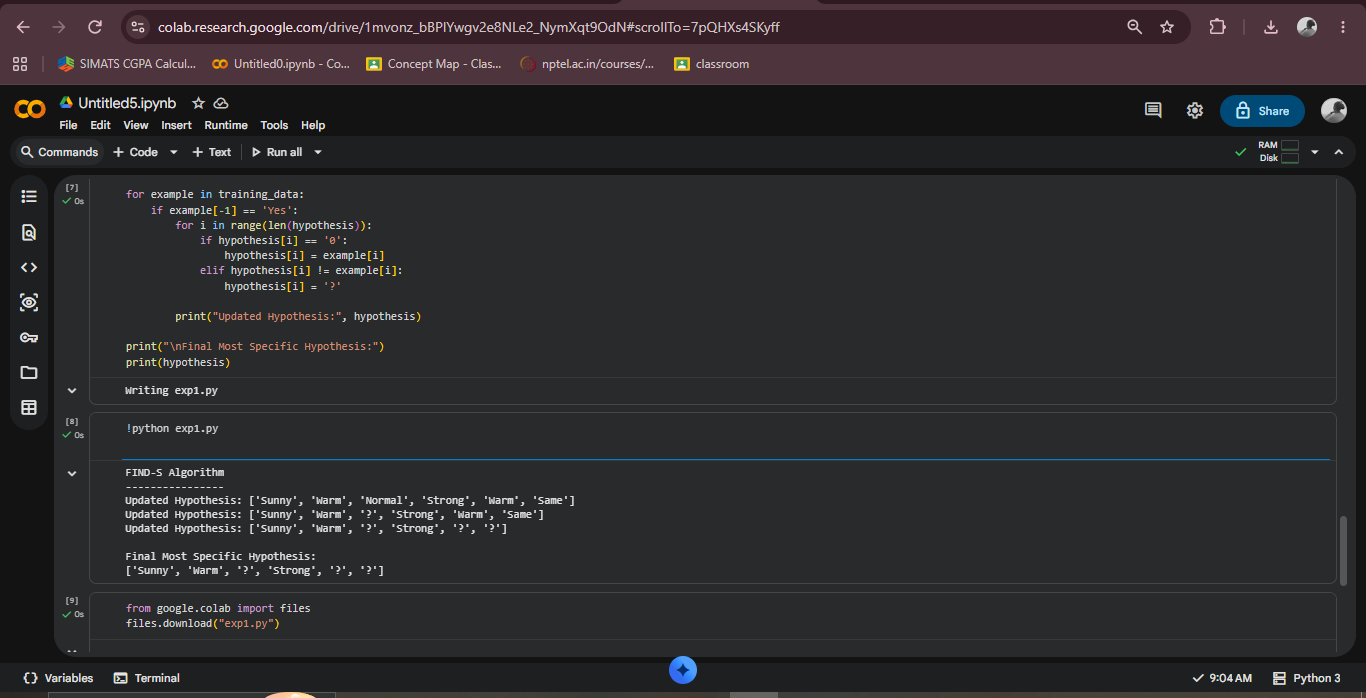 colab.research.google.com/drive/1mvonz_bBPlYwgv2e8NLe2_NymXqt9OdN#scrollTo=7pQHXs4SKyff
SIMATS CGPA Calcul... Untitled0.ipynb - Co... Concept Map - Clas... nptel.ac.in/courses/... classroom
CO Untitled5.ipynb
File Edit View Insert Runtime Tools Help
Share
Commands + Code + Text Run all
RAM
Disk
[7]
0s
for example in training_data:
if example[-1] == 'Yes':
for i in range(len(hypothesis)):
if hypothesis[i] == '0':
hypothesis[i] = example[i]
elif hypothesis[i] != example[i]:
hypothesis[i] = '?'
print("Updated Hypothesis:", hypothesis)
print("\nFinal Most Specific Hypothesis:")
print(hypothesis)
Writing exp1.py
[8]
0s
!python exp1.py
FIND-S Algorithm
----------------
Updated Hypothesis: ['Sunny', 'Warm', 'Normal', 'Strong', 'Warm', 'Same']
Updated Hypothesis: ['Sunny', 'Warm', '?', 'Strong', 'Warm', 'Same']
Updated Hypothesis: ['Sunny', 'Warm', '?', 'Strong', '?', '?']
Final Most Specific Hypothesis:
['Sunny', 'Warm', '?', 'Strong', '?', '?']
[9]
0s
from google.colab import files
files.download("exp1.py")
{} Variables Terminal
9:04 AM Python 3